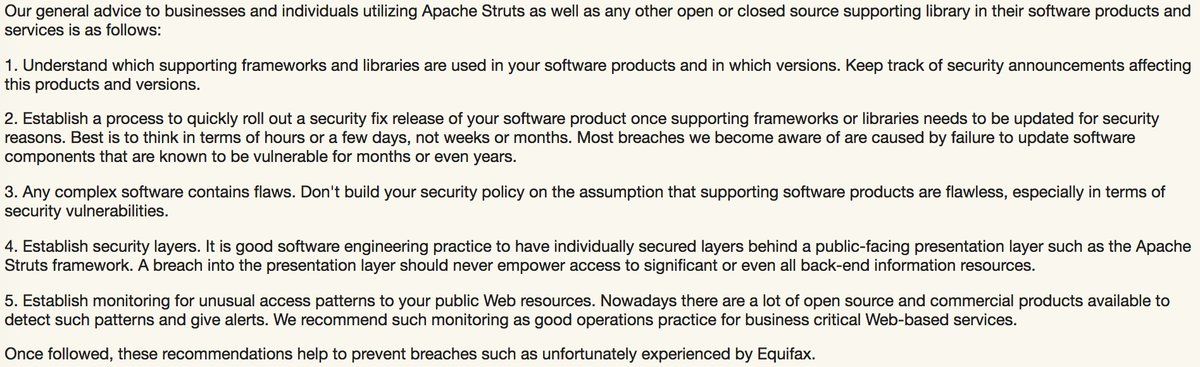 Our general advice to businesses and individuals utilizing Apache Struts as well as any other open or closed source supporting library in their software products and
services is as follows:
1. Understand which supporting frameworks and libraries are used in your software products and in which versions. Keep track of security announcements affecting
this products and versions.
2. Establish a process to quickly roll out a security fix release of your software product once supporting frameworks or libraries needs to be updated for security
reasons. Best is to think in terms of hours or a few days, not weeks or months. Most breaches we become aware of are caused by failure to update software
components that are known to be vulnerable for months or even years.
3. Any complex software contains flaws. Don't build your security policy on the assumption that supporting software products are flawless, especially in terms of
security vulnerabilities.
4. Establish security layers. It is good software engineering practice to have individually secured layers behind a public-facing presentation layer such as the Apache
Struts framework. A breach into the presentation layer should never empower access to significant or even all back-end information resources.
5. Establish monitoring for unusual access patterns to your public Web resources. Nowadays there are a lot of open source and commercial products available to
detect such patterns and give alerts. We recommend such monitoring as good operations practice for business critical Web-based services.
Once followed, these recommendations help to prevent breaches such as unfortunately experienced by Equifax.